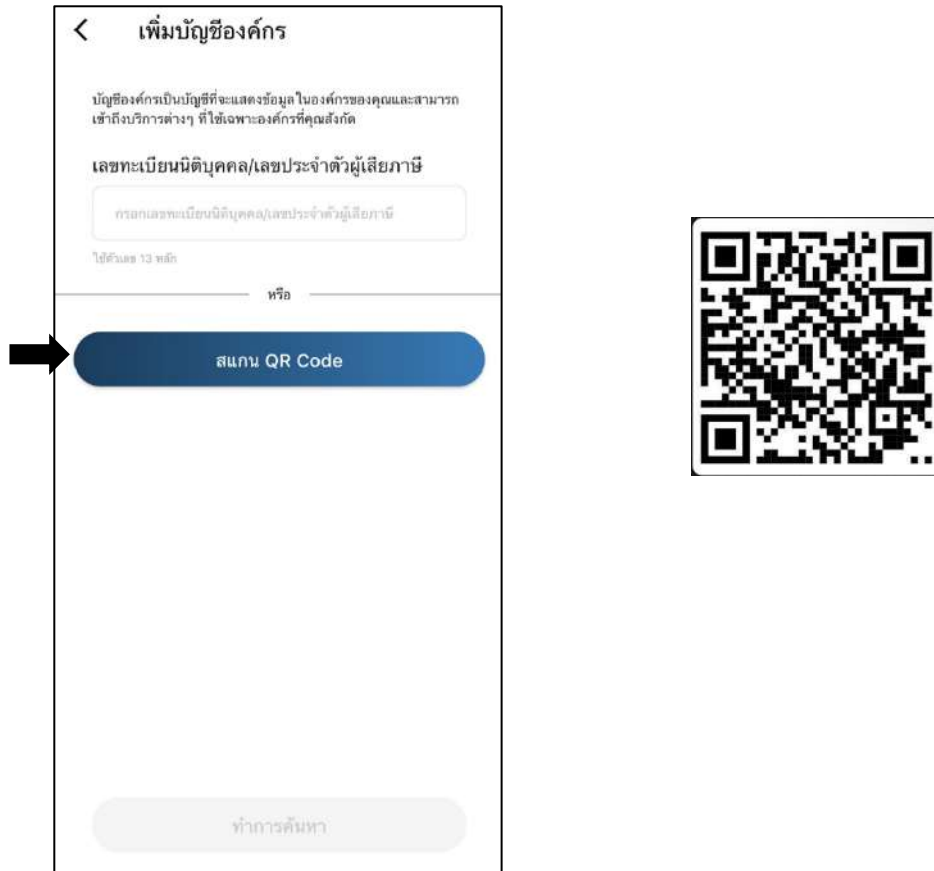 เพิ่มบัญชีองค์กร
บัญชีองค์กรเป็นบัญชีที่จะแสดงข้อมูลในองค์กรของคุณและสามารถ
เข้าถึงบริการต่างๆ ที่ใช้เฉพาะองค์กรที่คุณสังกัด
เลขทะเบียนนิติบุคคล/เลขประจำตัวผู้เสียภาษี
กรอกเลขทะเบียนนิติบุคคล/เลขประจำตัวผู้เสียภาษี
ใช้ตัวเลข 13 หลัก
หรือ
สแกน QR Code
ทำการค้นหา